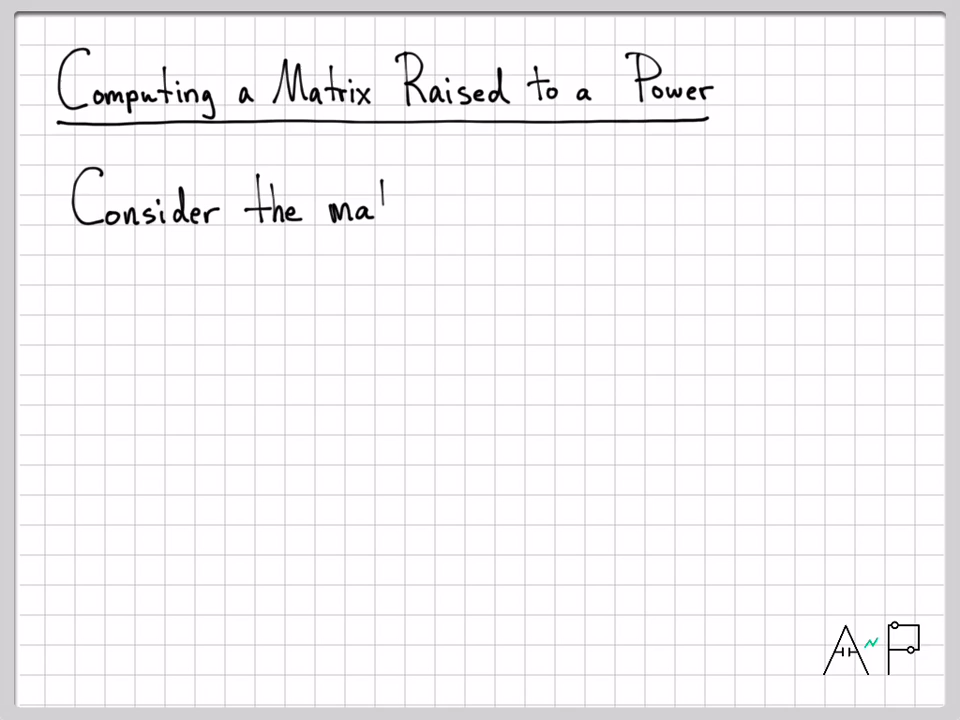 Computing a Matrix Raised to a Power
Consider the ma